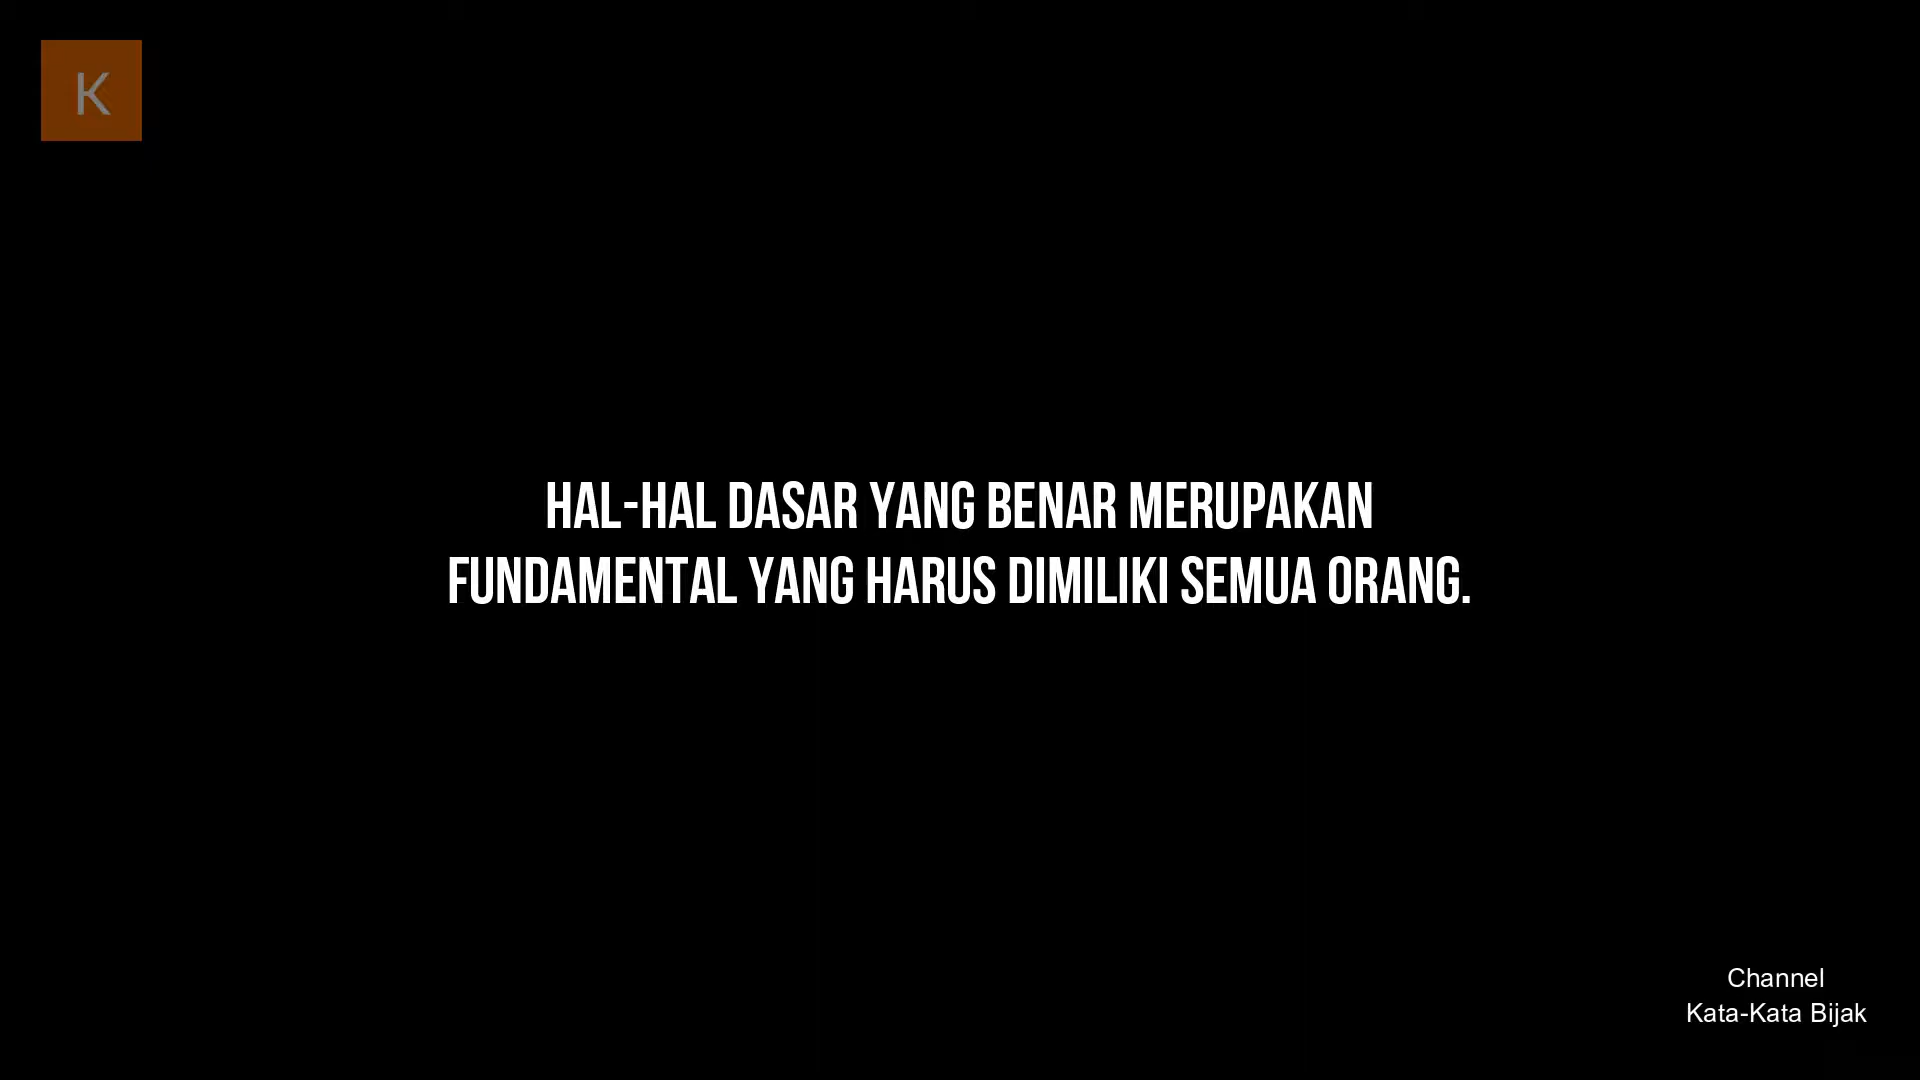 K
HAL-HAL DASAR YANG BENAR MERUPAKAN
FUNDAMENTAL YANG HARUS DIMILIKI SEMUA ORANG.
Channel
Kata-Kata Bijak